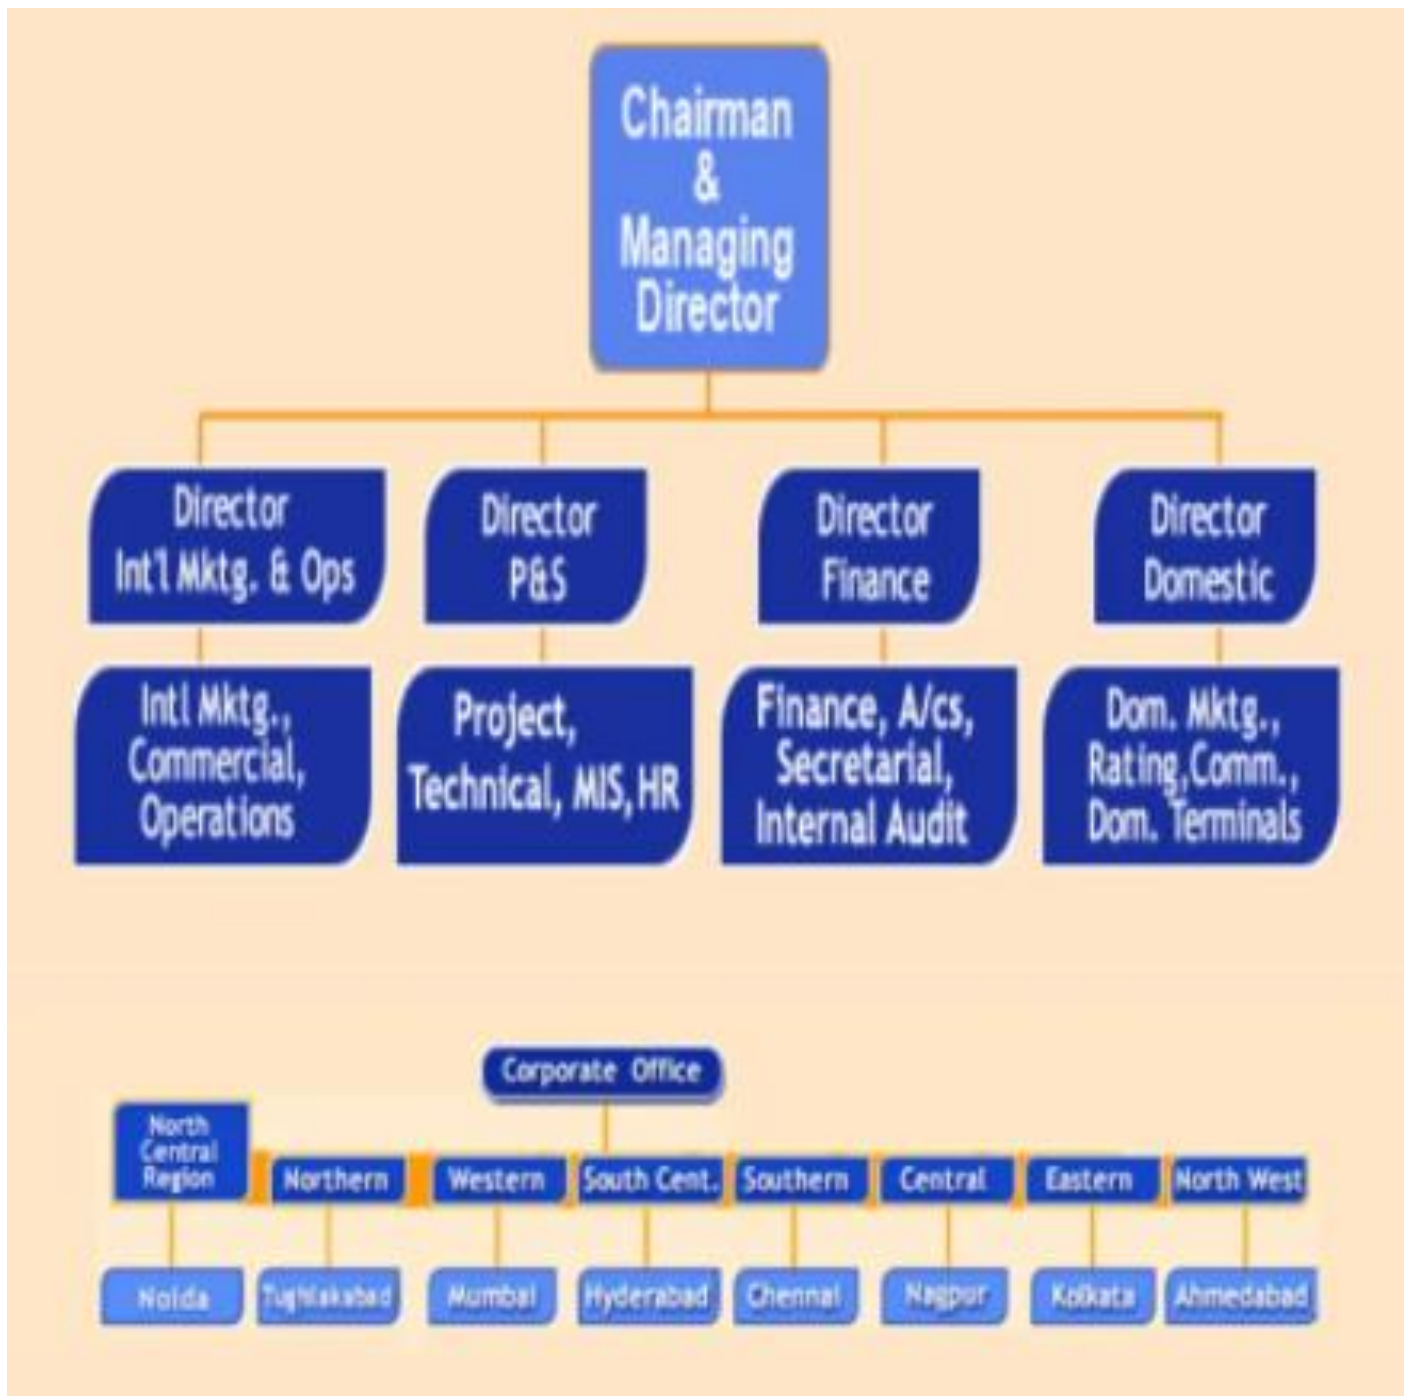 Chairman
&
Managing
Director
Director
Int'l Mktg. & Ops
Director
P&S
Director
Finance
Director
Domestic
Intl Mktg.,
Commercial,
Operations
Project,
Technical, MIS, HR
Finance, A/cs,
Secretarial,
Internal Audit
Dom. Mktg.,
Rating,Comm.,
Dom. Terminals
Corporate Office
North
Central
Region
Northern
Western
South Cent.
Southern
Central
Eastern
North West
Noida
Tughlakabad
Mumbai
Hyderabad
Chennai
Nagpur
Kolkata
Ahmedabad